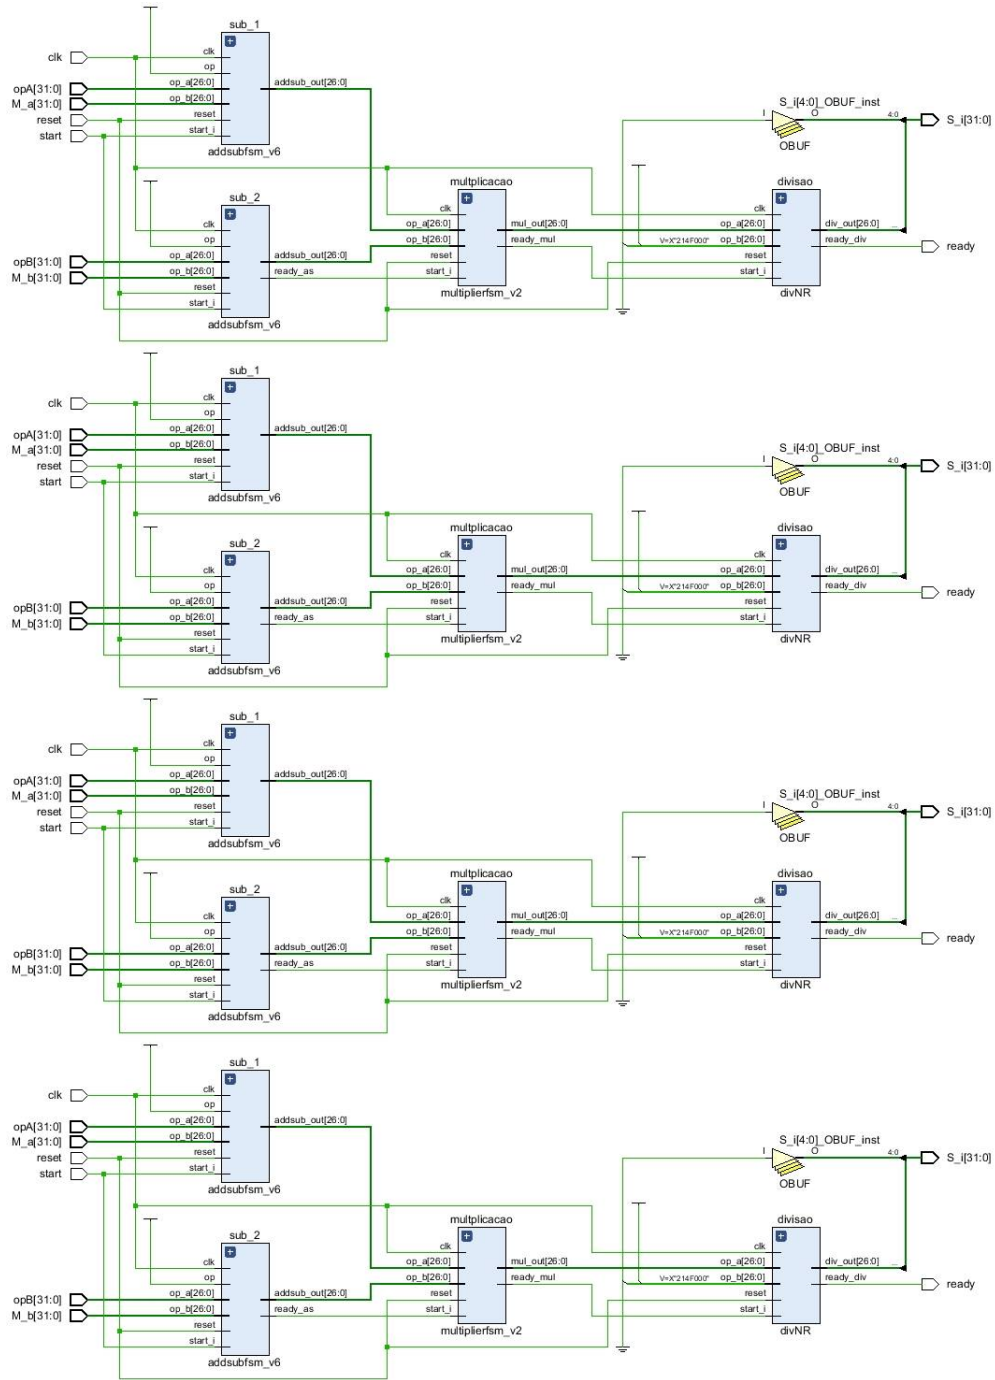 sub_1
clk
clk
op
opA[31:0]
op_a[26:0]
addsub_out[26:0]
M_a[31:0]
op_b[26:0]
reset
reset
start
start_i
addsubfsm_v6
S_i[4:0]_OBUF_inst
I
O
4:0
S_i[31:0]
OBUF
sub_2
clk
op
opB[31:0]
op_a[26:0]
addsub_out[26:0]
M_b[31:0]
op_b[26:0]
ready_as
reset
start_i
addsubfsm_v6
multplicacao
clk
op_a[26:0]
mul_out[26:0]
op_b[26:0]
ready_mul
reset
start_i
multiplierfsm_v2
divisao
clk
op_a[26:0]
div_out[26:0]
...
V=X"214F000"
op_b[26:0]
ready_div
ready
reset
start_i
divNR
sub_1
clk
clk
op
opA[31:0]
op_a[26:0]
addsub_out[26:0]
M_a[31:0]
op_b[26:0]
reset
reset
start
start_i
addsubfsm_v6
S_i[4:0]_OBUF_inst
I
O
4:0
S_i[31:0]
OBUF
sub_2
clk
op
opB[31:0]
op_a[26:0]
addsub_out[26:0]
M_b[31:0]
op_b[26:0]
ready_as
reset
start_i
addsubfsm_v6
multplicacao
clk
op_a[26:0]
mul_out[26:0]
op_b[26:0]
ready_mul
reset
start_i
multiplierfsm_v2
divisao
clk
op_a[26:0]
div_out[26:0]
...
V=X"214F000"
op_b[26:0]
ready_div
ready
reset
start_i
divNR
sub_1
clk
clk
op
opA[31:0]
op_a[26:0]
addsub_out[26:0]
M_a[31:0]
op_b[26:0]
reset
reset
start
start_i
addsubfsm_v6
S_i[4:0]_OBUF_inst
I
O
4:0
S_i[31:0]
OBUF
sub_2
clk
op
opB[31:0]
op_a[26:0]
addsub_out[26:0]
M_b[31:0]
op_b[26:0]
ready_as
reset
start_i
addsubfsm_v6
multplicacao
clk
op_a[26:0]
mul_out[26:0]
op_b[26:0]
ready_mul
reset
start_i
multiplierfsm_v2
divisao
clk
op_a[26:0]
div_out[26:0]
...
V=X"214F000"
op_b[26:0]
ready_div
ready
reset
start_i
divNR
sub_1
clk
clk
op
opA[31:0]
op_a[26:0]
addsub_out[26:0]
M_a[31:0]
op_b[26:0]
reset
reset
start
start_i
addsubfsm_v6
S_i[4:0]_OBUF_inst
I
O
4:0
S_i[31:0]
OBUF
sub_2
clk
op
opB[31:0]
op_a[26:0]
addsub_out[26:0]
M_b[31:0]
op_b[26:0]
ready_as
reset
start_i
addsubfsm_v6
multplicacao
clk
op_a[26:0]
mul_out[26:0]
op_b[26:0]
ready_mul
reset
start_i
multiplierfsm_v2
divisao
clk
op_a[26:0]
div_out[26:0]
...
V=X"214F000"
op_b[26:0]
ready_div
ready
reset
start_i
divNR